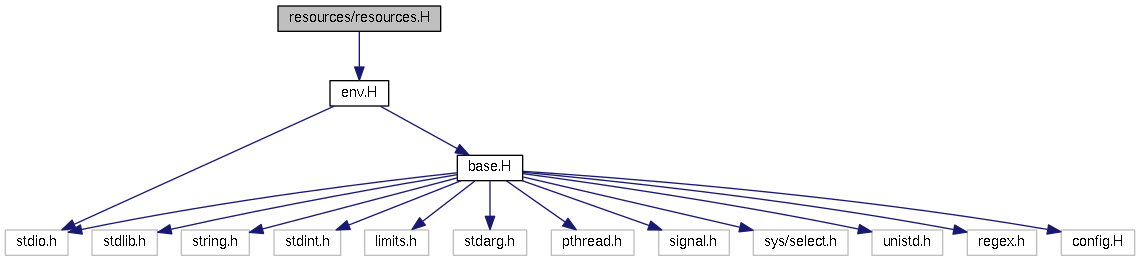 resources/resources.H
env.H
base.H
stdio.h
stdlib.h
string.h
stdint.h
limits.h
stdarg.h
pthread.h
signal.h
sys/select.h
unistd.h
regex.h
config.H